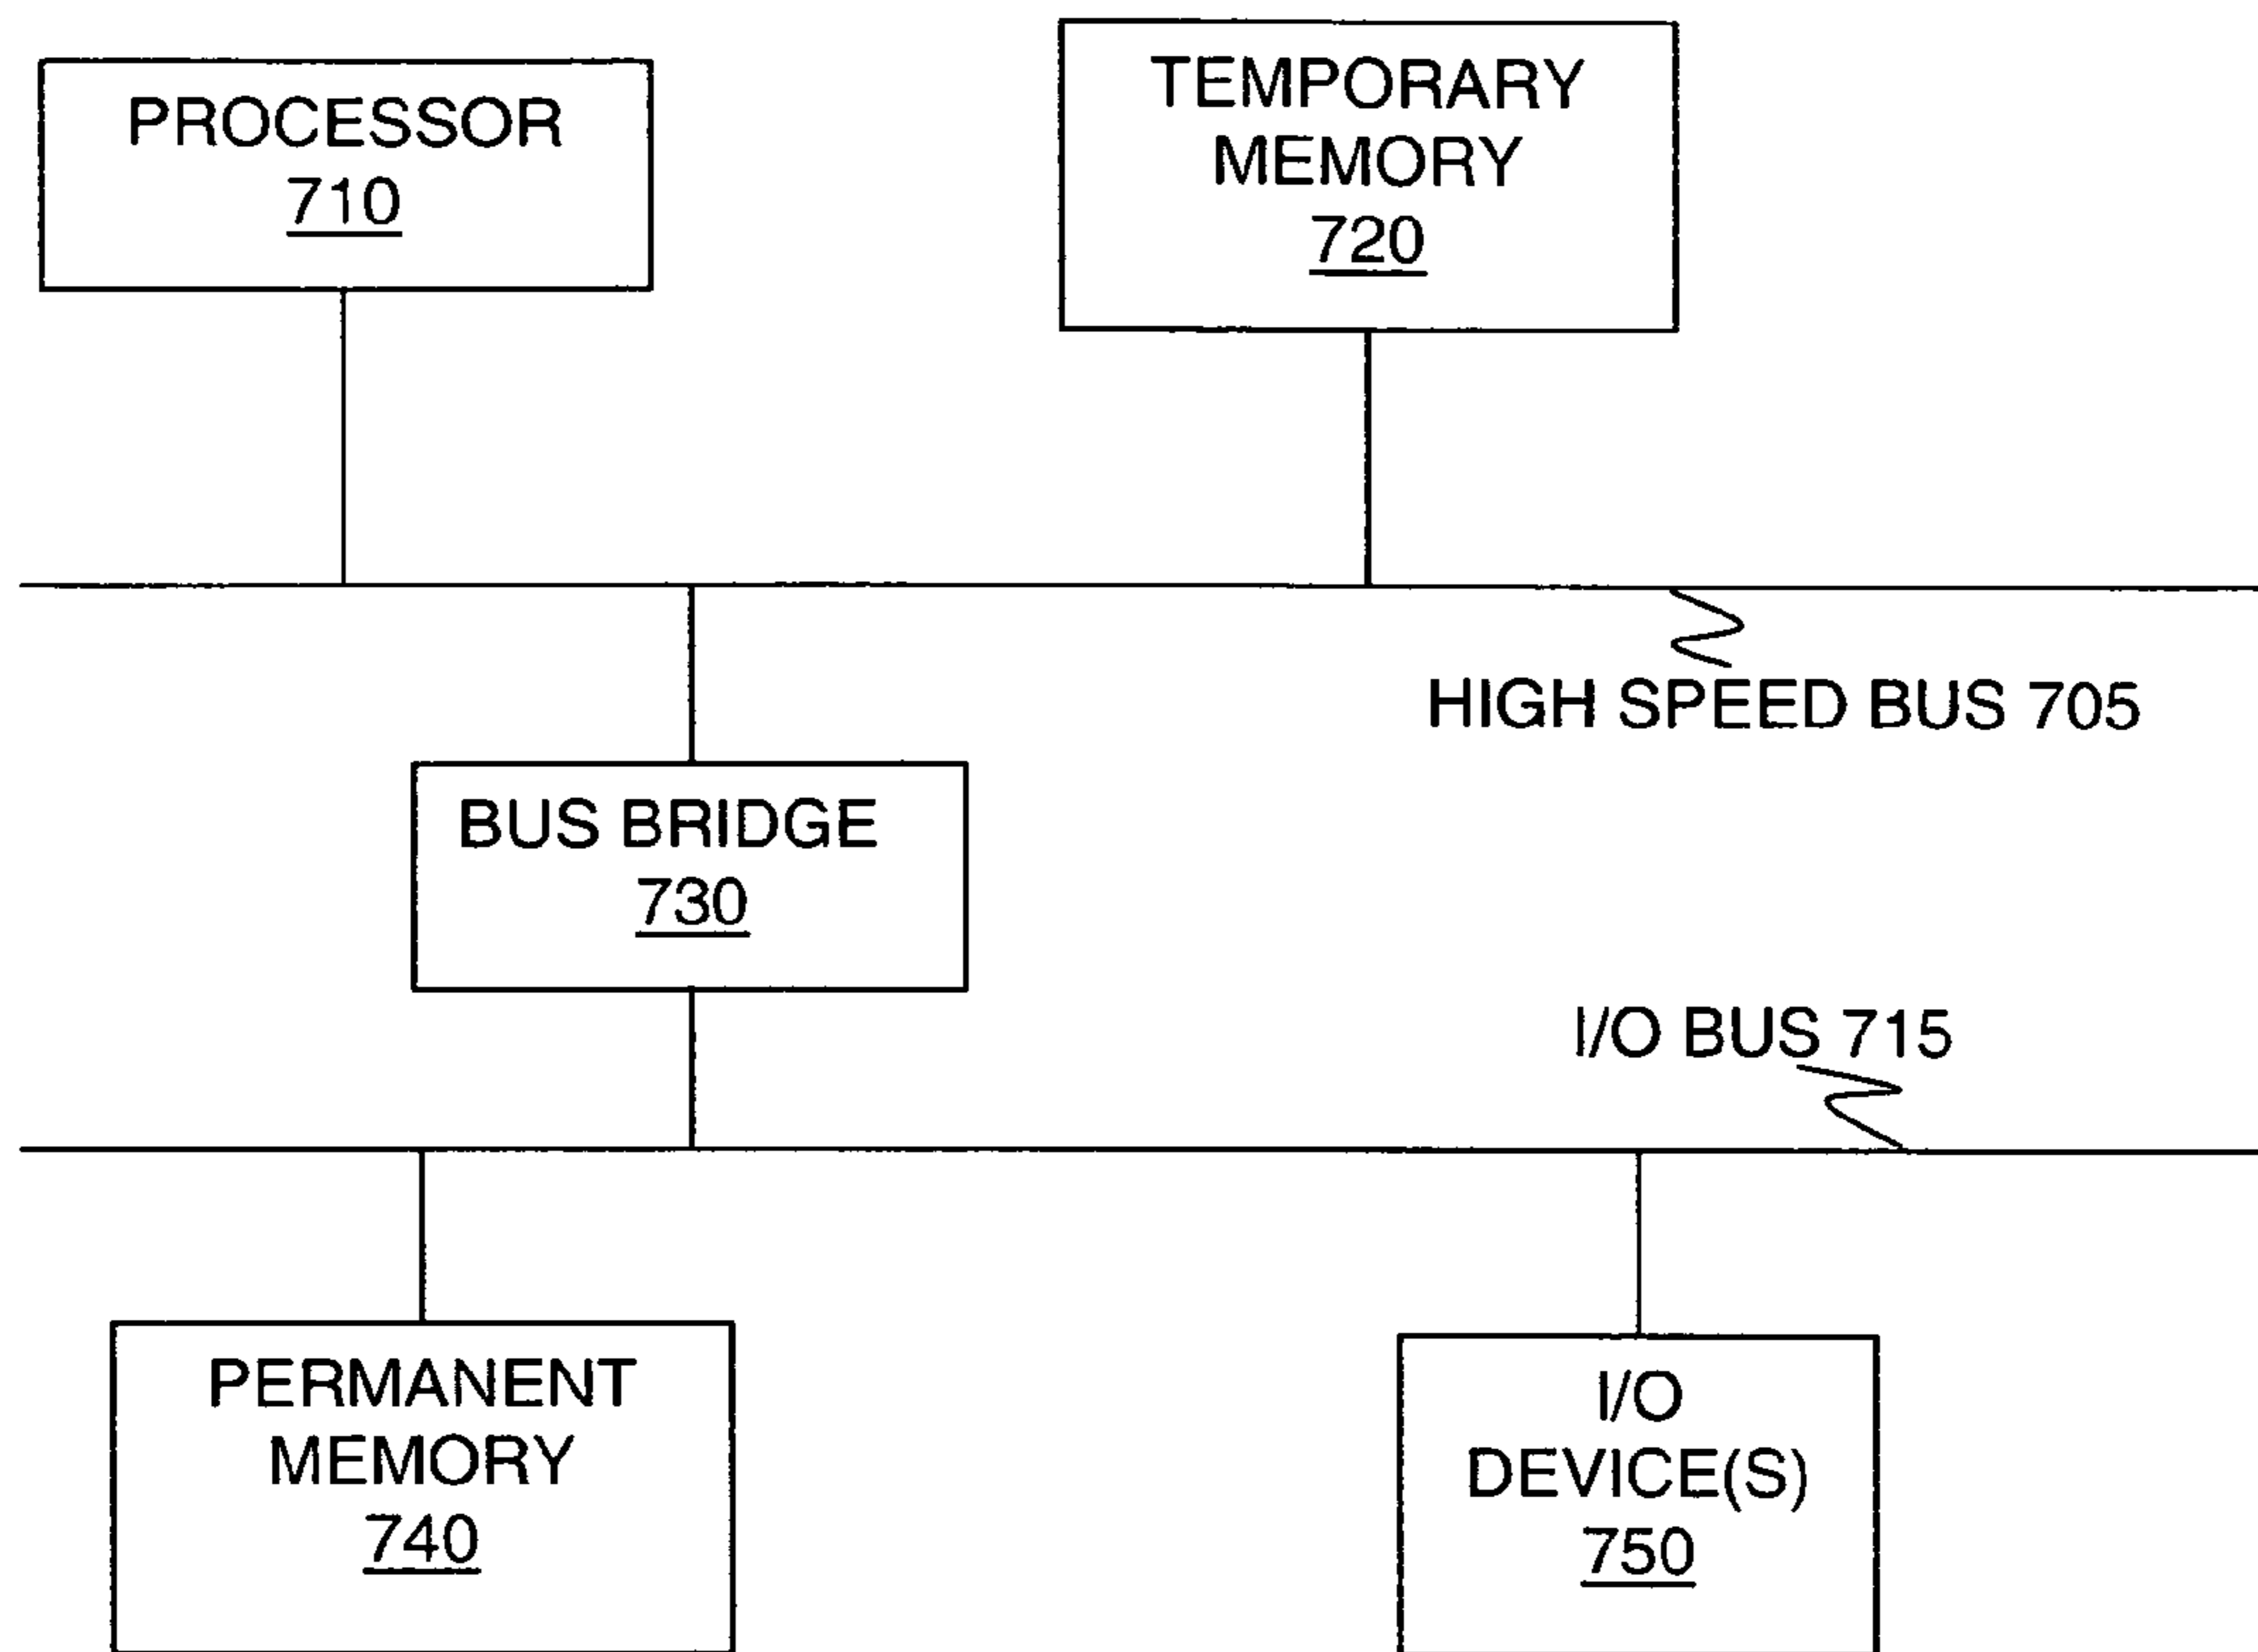 PROCESSOR
710
TEMPORARY
MEMORY
720
HIGH SPEED BUS 705
BUS BRIDGE
730
I/O BUS 715
PERMANENT
MEMORY
740
I/O
DEVICE(S)
750